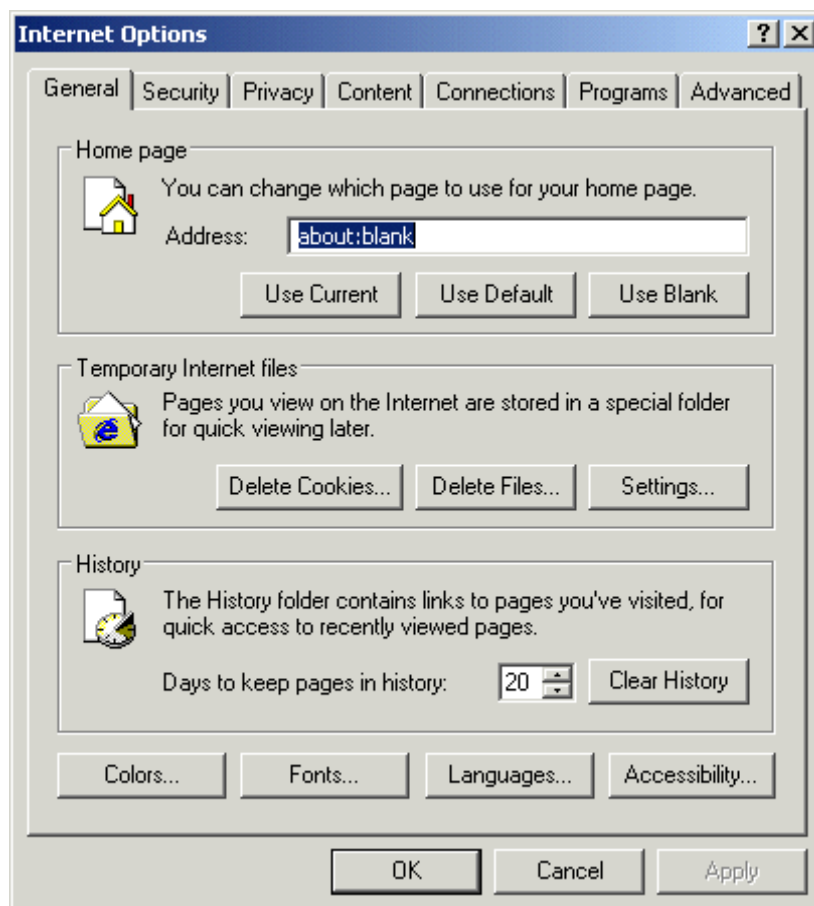 Internet Options
General Security Privacy Content Connections Programs Advanced
Home page
You can change which page to use for your home page.
Address: about:blank
Use Current Use Default Use Blank
Temporary Internet files
Pages you view on the Internet are stored in a special folder
for quick viewing later.
Delete Cookies... Delete Files... Settings...
History
The History folder contains links to pages you've visited, for
quick access to recently viewed pages.
Days to keep pages in history: 20 Clear History
Colors... Fonts... Languages... Accessibility...
OK Cancel Apply